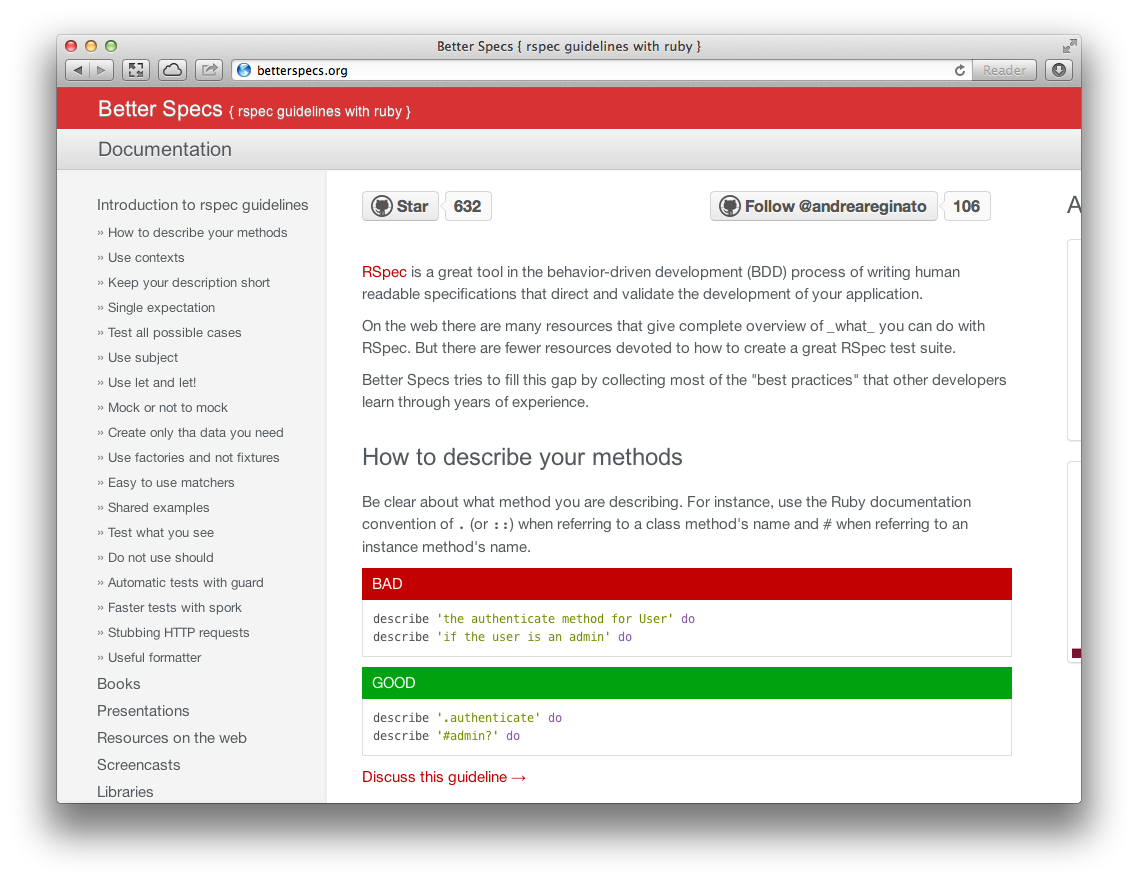 Better Specs { rspec guidelines with ruby }
betterspecs.org
Reader
Better Specs { rspec guidelines with ruby }
Documentation
Introduction to rspec guidelines
» How to describe your methods
» Use contexts
» Keep your description short
» Single expectation
» Test all possible cases
» Use subject
» Use let and let!
» Mock or not to mock
» Create only tha data you need
» Use factories and not fixtures
» Easy to use matchers
» Shared examples
» Test what you see
» Do not use should
» Automatic tests with guard
» Faster tests with spork
» Stubbing HTTP requests
» Useful formatter
Books
Presentations
Resources on the web
Screencasts
Libraries
Star 632
Follow @andreareginato 106
A
RSpec is a great tool in the behavior-driven development (BDD) process of writing human
readable specifications that direct and validate the development of your application.
On the web there are many resources that give complete overview of _what_ you can do with
RSpec. But there are fewer resources devoted to how to create a great RSpec test suite.
Better Specs tries to fill this gap by collecting most of the "best practices" that other developers
learn through years of experience.
How to describe your methods
Be clear about what method you are describing. For instance, use the Ruby documentation
convention of . (or ::) when referring to a class method's name and # when referring to an
instance method's name.
BAD
describe 'the authenticate method for User' do
describe 'if the user is an admin' do
GOOD
describe '.authenticate' do
describe '#admin?' do
Discuss this guideline →